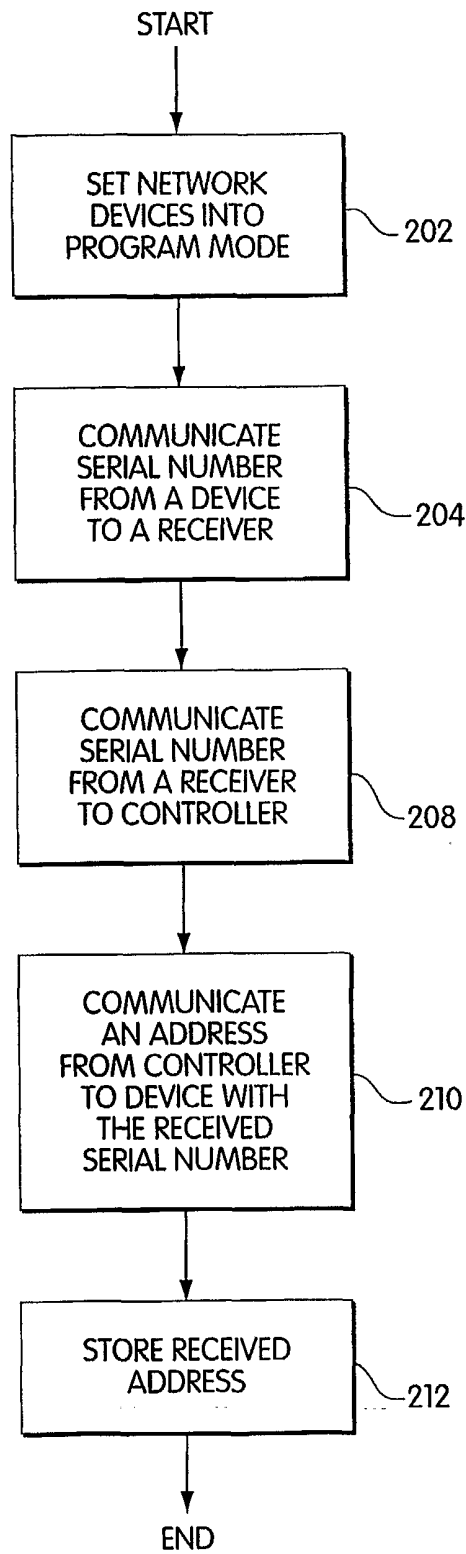 START
SET NETWORK
DEVICES INTO
PROGRAM MODE
202
COMMUNICATE
SERIAL NUMBER
FROM A DEVICE
TO A RECEIVER
204
COMMUNICATE
SERIAL NUMBER
FROM A RECEIVER
TO CONTROLLER
208
COMMUNICATE
AN ADDRESS
FROM CONTROLLER
TO DEVICE WITH
THE RECEIVED
SERIAL NUMBER
210
STORE RECEIVED
ADDRESS
212
END